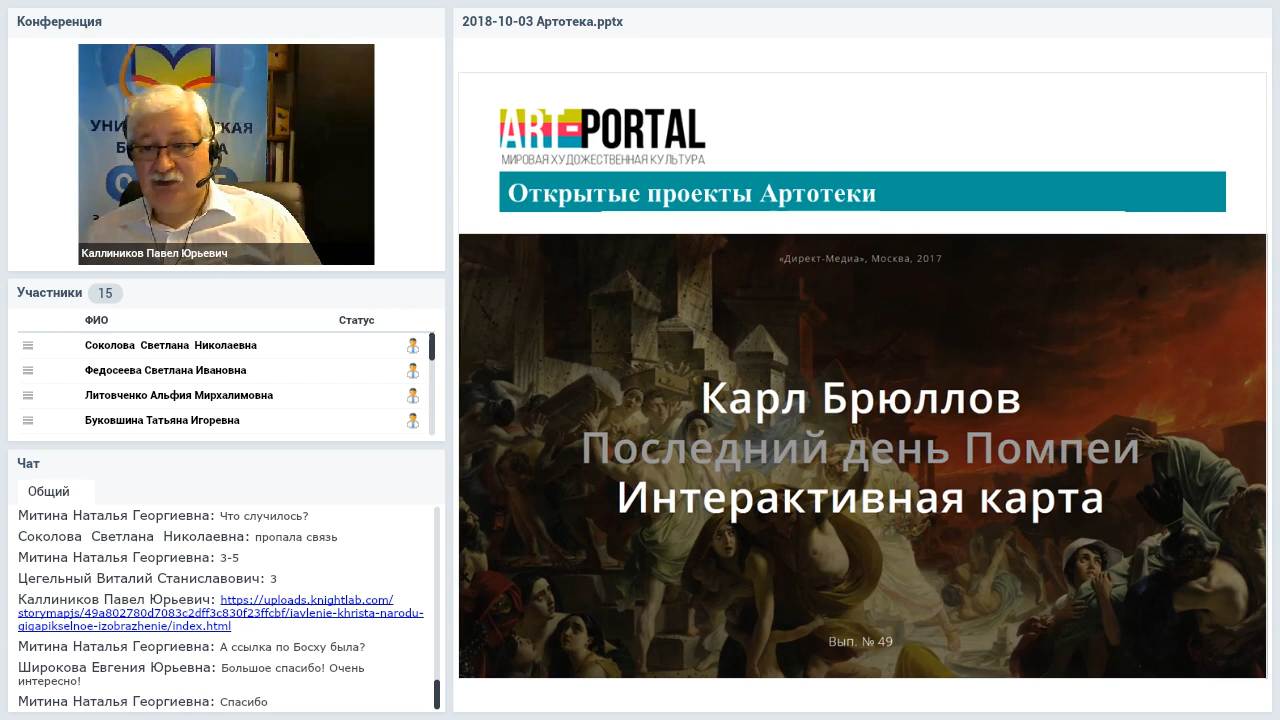 Конференция
Каллиников Павел Юрьевич
Участники 15
ФИО Статус
Соколова Светлана Николаевна
Федосеева Светлана Ивановна
Литовченко Альфия Мирхалимовна
Буковшина Татьяна Игоревна
Чат
Общий
Митина Наталья Георгиевна: Что случилось?
Соколова Светлана Николаевна: пропала связь
Митина Наталья Георгиевна: 3-5
Цегельный Виталий Станиславович: 3
Каллиников Павел Юрьевич: https://uploads.knightlab.com/
storymapjs/49a802780d7083c2dff3c830f23ffcbf/iavlenie-khrista-narodu-
gigapikselnoe-izobrazhenie/index.html
Митина Наталья Георгиевна: А ссылка по Босху была?
Широкова Евгения Юрьевна: Большое спасибо! Очень
интересно!
Митина Наталья Георгиевна: Спасибо
2018-10-03 Артотека.pptx
ART-PORTAL
МИРОВАЯ ХУДОЖЕСТВЕННАЯ КУЛЬТУРА
Открытые проекты Артотеки
«Директ-Медиа», Москва, 2017
Карл Брюллов
Последний день Помпеи
Интерактивная карта
Вып. № 49